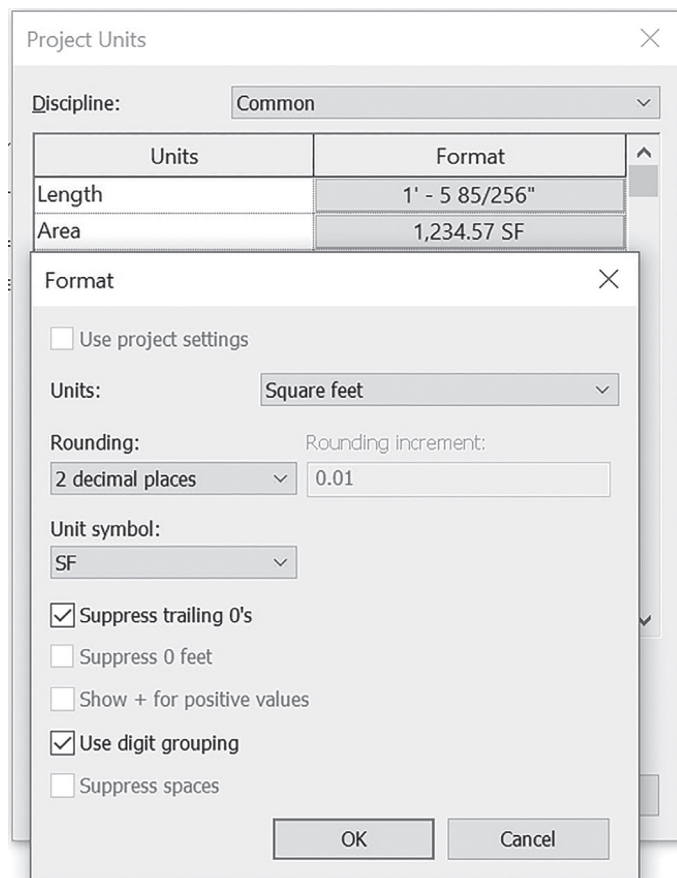 Project Units
Discipline: Common
Units Format
Length 1' - 5 85/256"
Area 1,234.57 SF
Format
Use project settings
Units: Square feet
Rounding: Rounding increment:
2 decimal places 0.01
Unit symbol:
SF
Suppress trailing 0's
Suppress 0 feet
Show + for positive values
Use digit grouping
Suppress spaces
OK Cancel